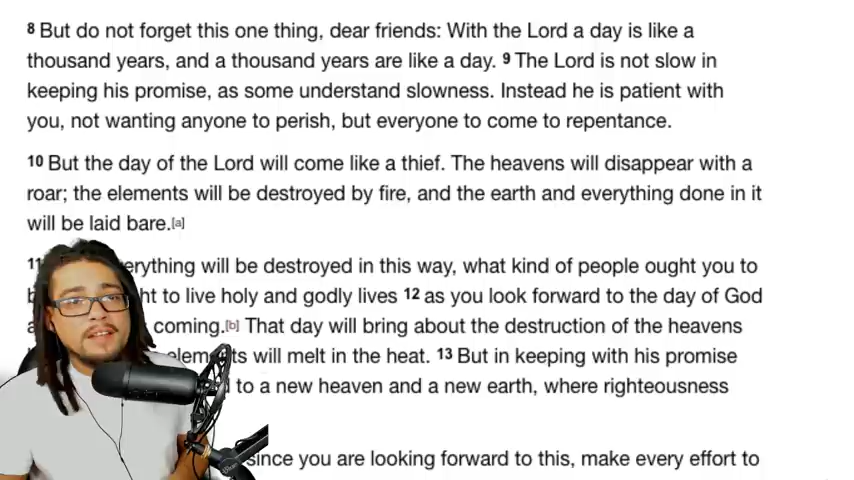 8 But do not forget this one thing, dear friends: With the Lord a day is like a
thousand years, and a thousand years are like a day. 9 The Lord is not slow in
keeping his promise, as some understand slowness. Instead he is patient with
you, not wanting anyone to perish, but everyone to come to repentance.
10 But the day of the Lord will come like a thief. The heavens will disappear with a
roar; the elements will be destroyed by fire, and the earth and everything done in it
will be laid bare.[a]
will be destroyed in this way, what kind of people ought you to
to live holy and godly lives 12 as you look forward to the day of God
coming.[b] That day will bring about the destruction of the heavens
will melt in the heat. 13 But in keeping with his promise
to a new heaven and a new earth, where righteousness
since you are looking forward to this, make every effort to